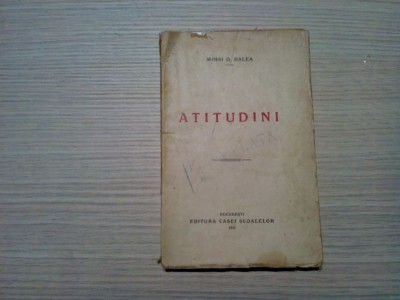 MIHAI D. RALEA
ATITUDINI
BUCUREȘTI
EDITURA CASEI ȘCOALELOR